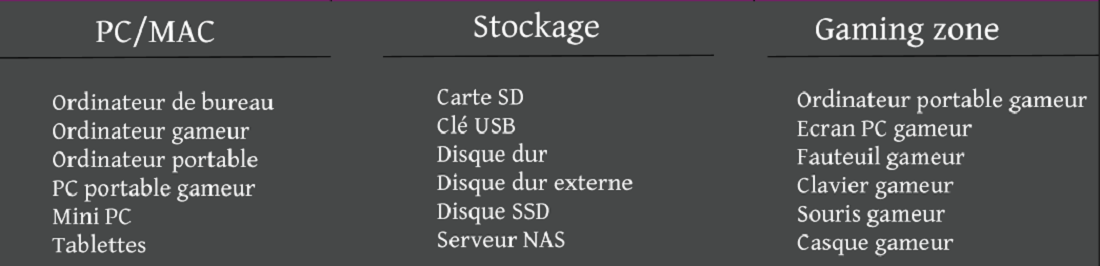 PC/MAC
Ordinateur de bureau
Ordinateur gameur
Ordinateur portable
PC portable gameur
Mini PC
Tablettes
Stockage
Carte SD
Clé USB
Disque dur
Disque dur externe
Disque SSD
Serveur NAS
Gaming zone
Ordinateur portable gameur
Ecran PC gameur
Fauteuil gameur
Clavier gameur
Souris gameur
Casque gameur